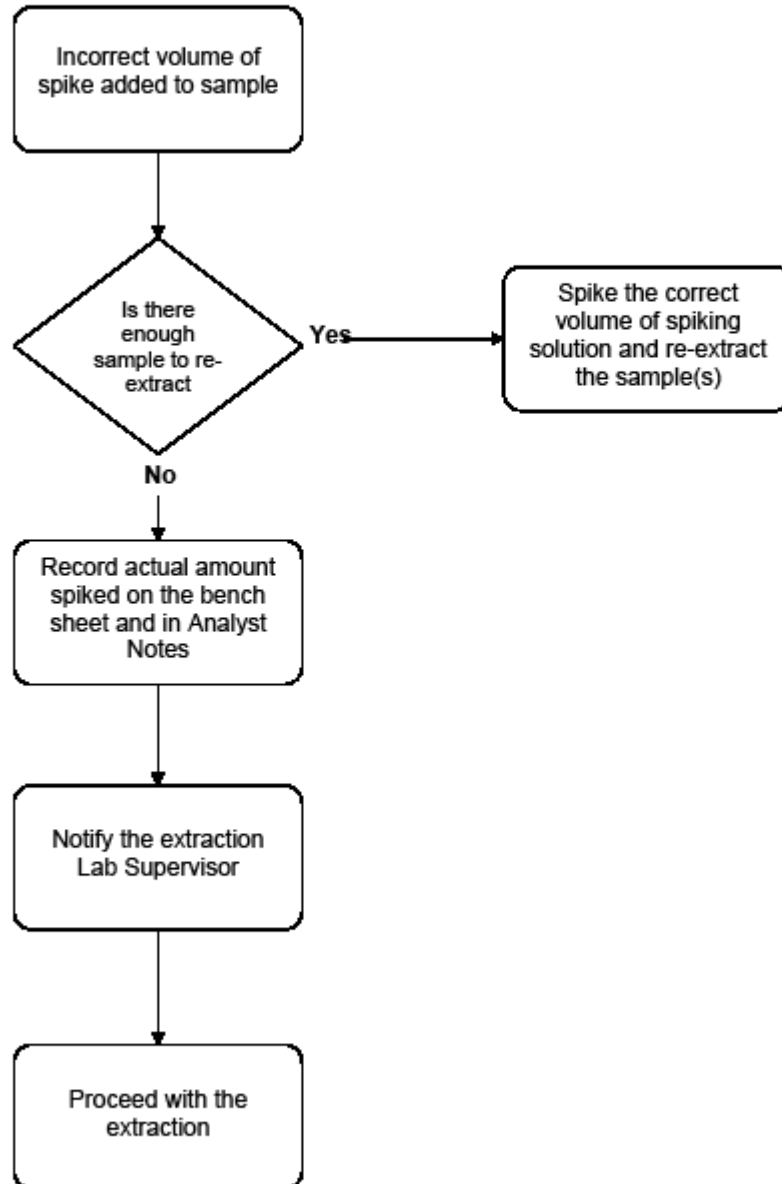 Incorrect volume of
spike added to sample
Is there
enough
sample to re-
extract
Yes
Spike the correct
volume of spiking
solution and re-extract
the sample(s)
No
Record actual amount
spiked on the bench
sheet and in Analyst
Notes
Notify the extraction
Lab Supervisor
Proceed with the
extraction